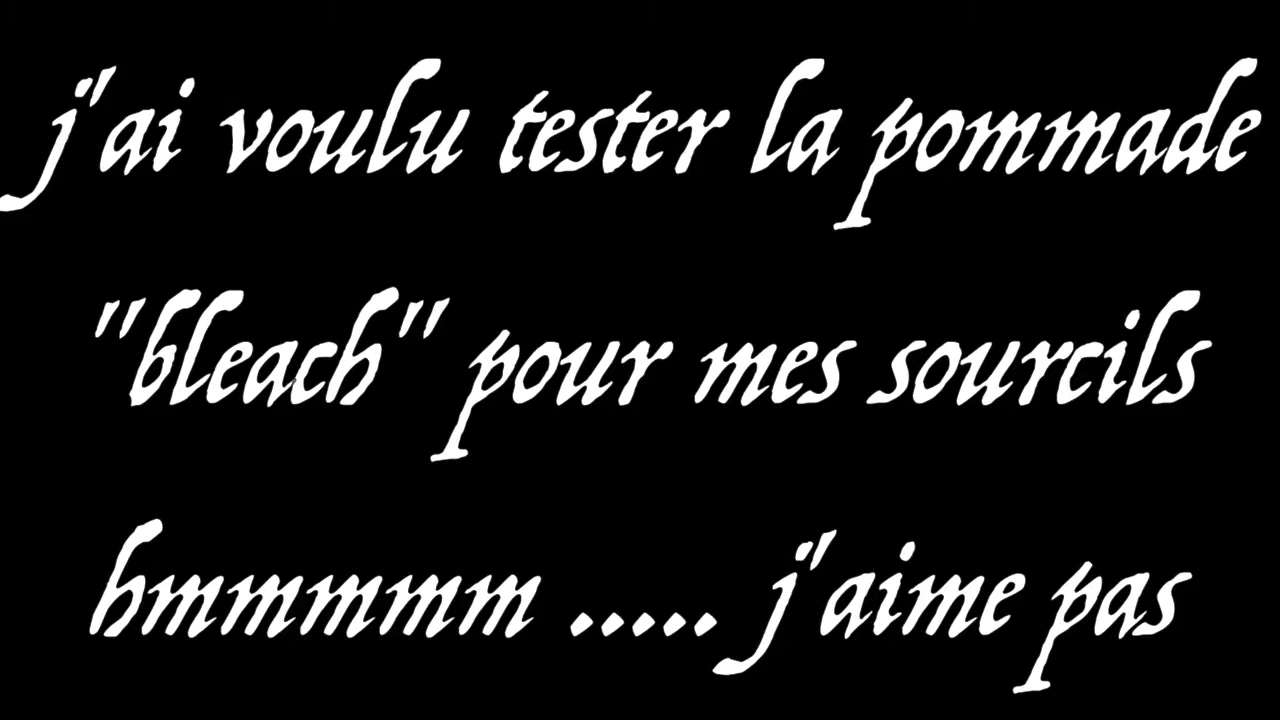 j'ai voulu tester la pommade
"bleach" pour mes sourcils
hmmmmm ..... j'aime pas